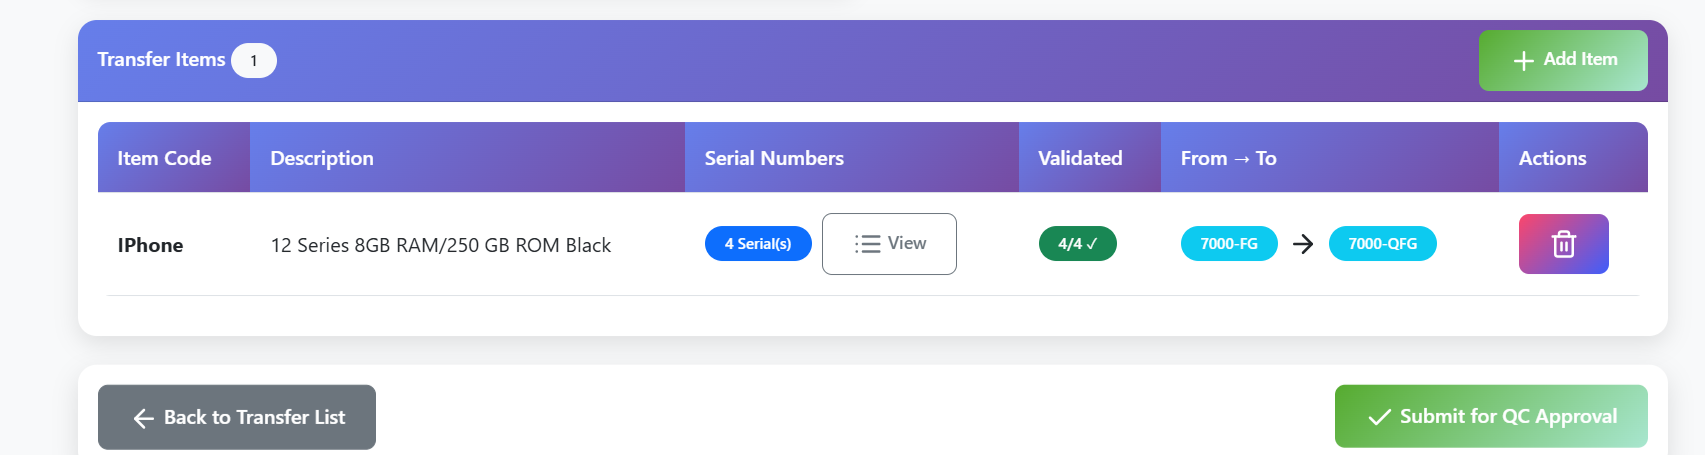 Transfer Items 1
+ Add Item
Item Code Description Serial Numbers Validated From → To Actions
IPhone 12 Series 8GB RAM/250 GB ROM Black 4 Serial(s) View 4/4 ✓ 7000-FG → 7000-QFG
← Back to Transfer List
✓ Submit for QC Approval